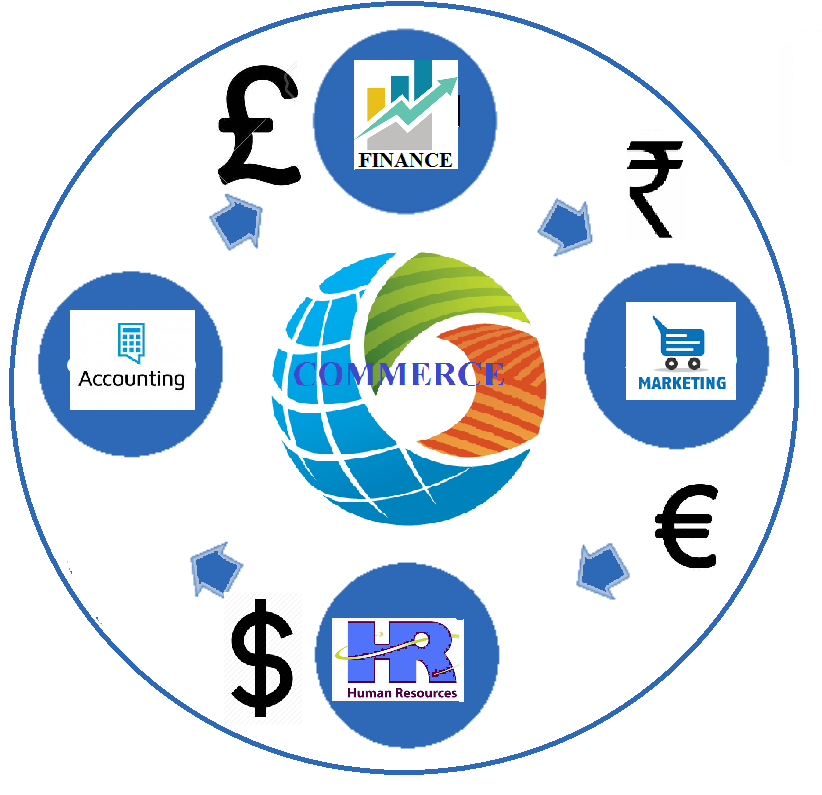 £
FINANCE
₹
COMMERCE
Accounting
MARKETING
€
$
HR
Human Resources